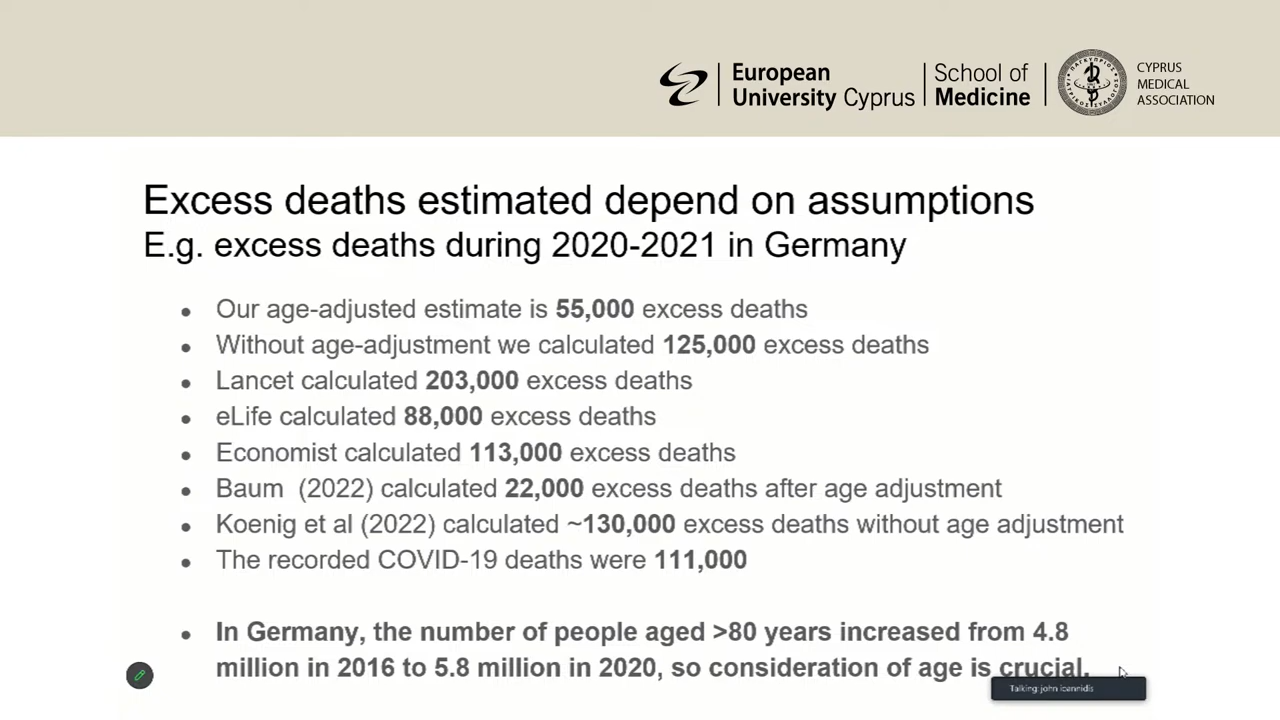 European
University Cyprus
School of
Medicine
CYPRUS
MEDICAL
ASSOCIATION
Excess deaths estimated depend on assumptions
E.g. excess deaths during 2020-2021 in Germany
• Our age-adjusted estimate is 55,000 excess deaths
• Without age-adjustment we calculated 125,000 excess deaths
• Lancet calculated 203,000 excess deaths
• eLife calculated 88,000 excess deaths
• Economist calculated 113,000 excess deaths
• Baum (2022) calculated 22,000 excess deaths after age adjustment
• Koenig et al (2022) calculated ~130,000 excess deaths without age adjustment
• The recorded COVID-19 deaths were 111,000
• In Germany, the number of people aged >80 years increased from 4.8
million in 2016 to 5.8 million in 2020, so consideration of age is crucial.
Talking: john ioannidis